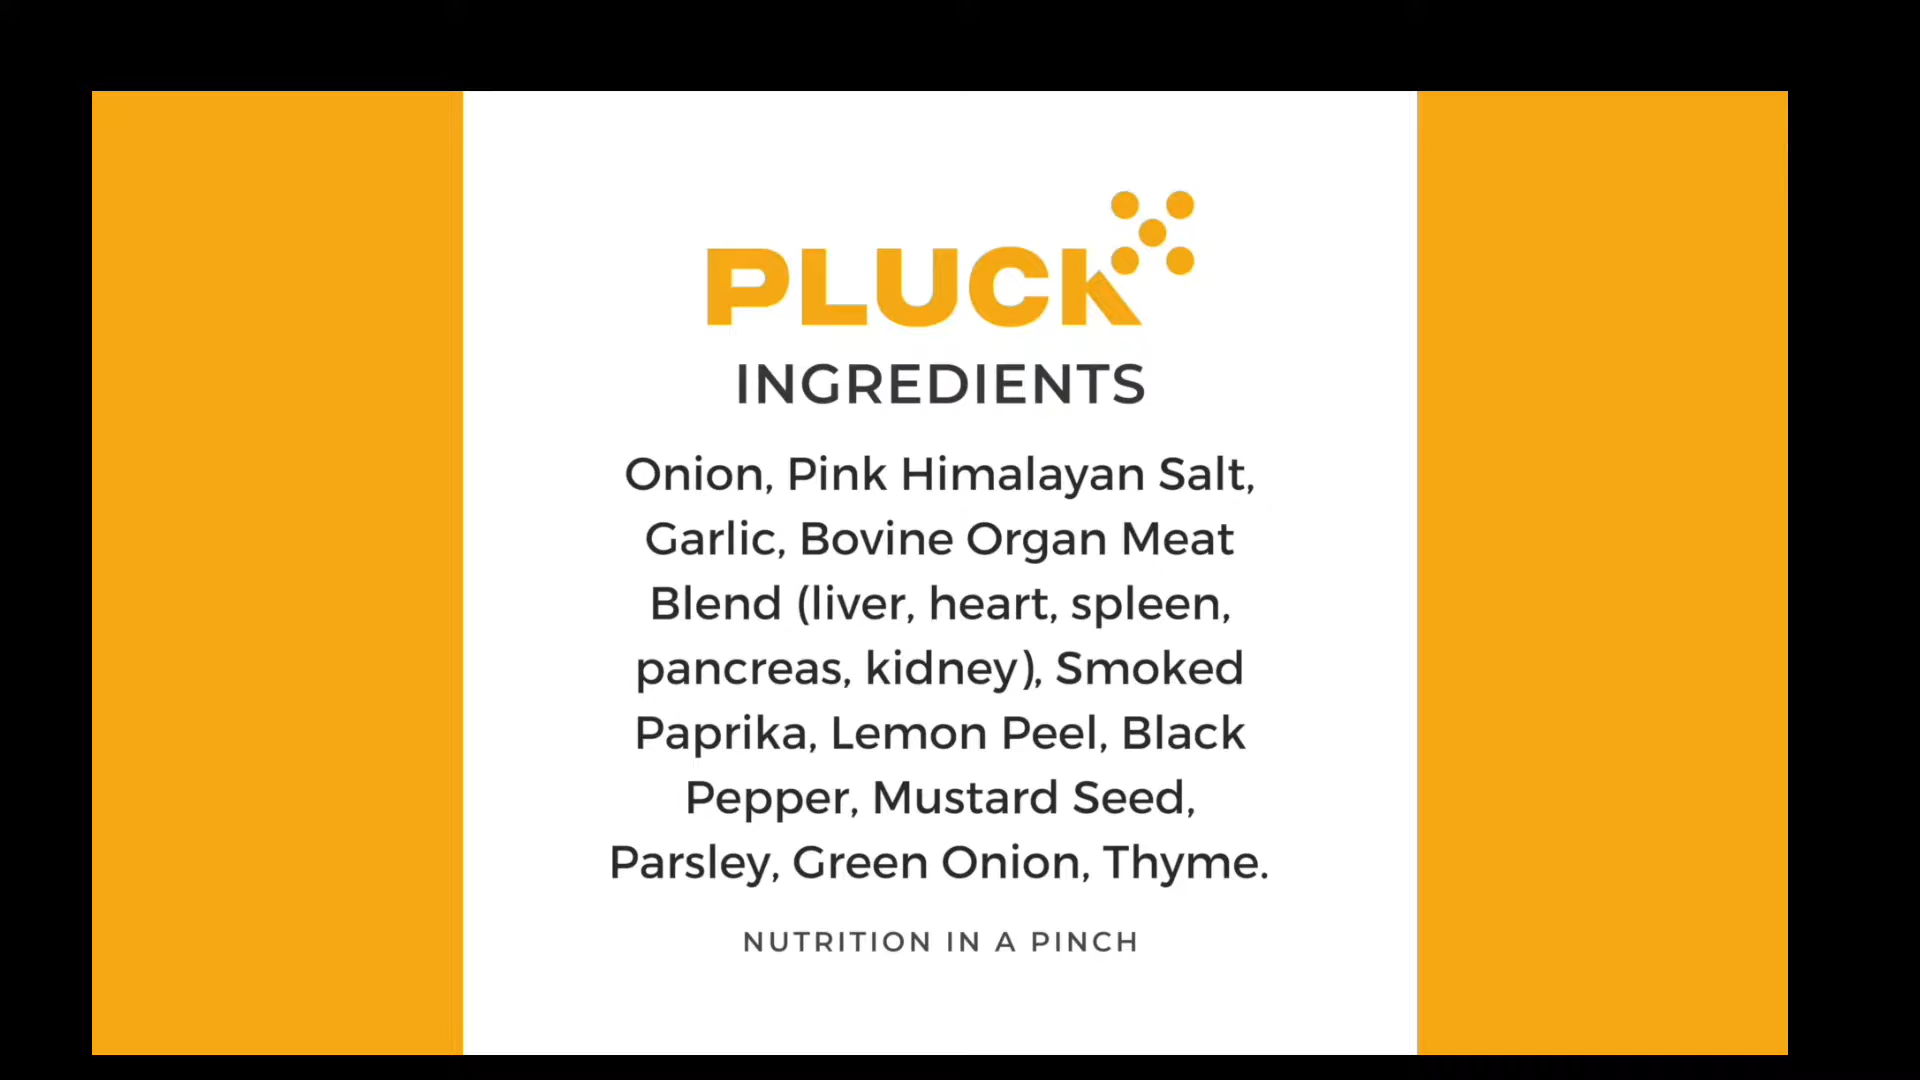 PLUCK
INGREDIENTS
Onion, Pink Himalayan Salt,
Garlic, Bovine Organ Meat
Blend (liver, heart, spleen,
pancreas, kidney), Smoked
Paprika, Lemon Peel, Black
Pepper, Mustard Seed,
Parsley, Green Onion, Thyme.
NUTRITION IN A PINCH